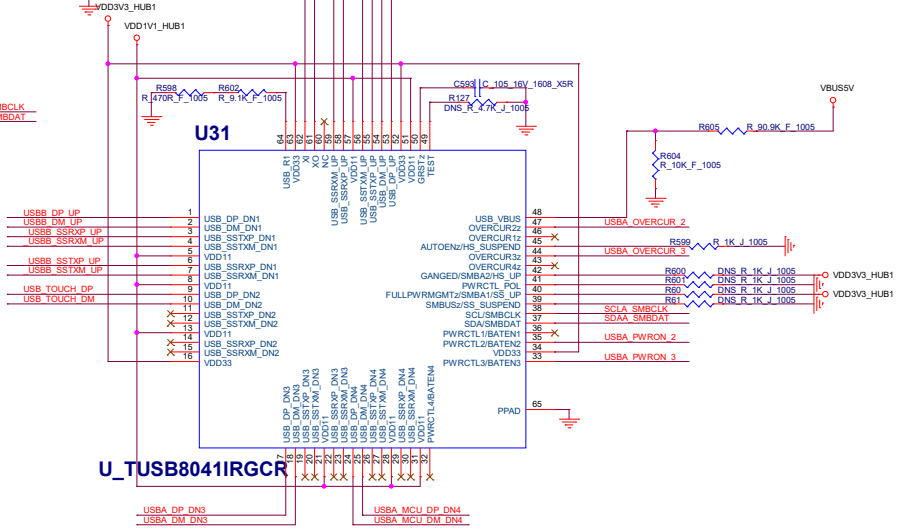 VDD3V3_HUB1
VDD1V1_HUB1
MBCLK
MBDAT
R598
R_470R_F_1005
R602
R_9.1K_F_1005
C593
C_105_16V_1608_X5R
R127
DNS_R_4.7K_J_1005
VBUS5V
R605
R_90.9K_F_1005
R604
R_10K_F_1005
U31
64 63 62 61 60 59 58 57 56 55 54 53 52 51 50 49
USB_R1
VDD33
XI
XO
NC
USB_SSRXM_UP
USB_SSRXP_UP
VDD11
USB_SSTXM_UP
USB_SSTXP_UP
USB_DM_UP
USB_DP_UP
VDD33
VDD11
GRSTz
TEST
USBB_DP_UP 1 USB_DP_DN1
USBB_DM_UP 2 USB_DM_DN1
USBB_SSRXP_UP 3 USB_SSTXP_DN1
USBB_SSRXM_UP 4 USB_SSTXM_DN1
5 VDD11
USBB_SSTXP_UP 6 USB_SSRXP_DN1
USBB_SSTXM_UP 7 USB_SSRXM_DN1
8 VDD11
USB_TOUCH_DP 9 USB_DP_DN2
USB_TOUCH_DM 10 USB_DM_DN2
11 USB_SSTXP_DN2
12 USB_SSTXM_DN2
13 VDD11
14 USB_SSRXP_DN2
15 USB_SSRXM_DN2
16 VDD33
USB_VBUS 48
OVERCUR2z 47 USBA_OVERCUR_2
OVERCUR1z 46
AUTOENz/HS_SUSPEND 45 R599 R_1K_J_1005
OVERCUR3z 44 USBA_OVERCUR_3
OVERCUR4z 43
GANGED/SMBA2/HS_UP 42 R600 DNS_R_1K_J_1005 VDD3V3_HUB1
PWRCTL_POL 41 R601 DNS_R_1K_J_1005
FULLPWRMGMTz/SMBA1/SS_UP 40 R60 DNS_R_1K_J_1005 VDD3V3_HUB1
SMBUSz/SS_SUSPEND 39 R61 DNS_R_1K_J_1005
SCL/SMBCLK 38 SCLA_SMBCLK
SDA/SMBDAT 37 SDAA_SMBDAT
PWRCTL1/BATEN1 36
PWRCTL2/BATEN2 35 USBA_PWRON_2
VDD33 34
PWRCTL3/BATEN3 33 USBA_PWRON_3
PPAD 65
USB_DP_DN3
USB_DM_DN3
USB_SSTXP_DN3
USB_SSTXM_DN3
VDD11
USB_SSRXP_DN3
USB_SSRXM_DN3
USB_DP_DN4
USB_DM_DN4
USB_SSTXP_DN4
USB_SSTXM_DN4
VDD11
USB_SSRXP_DN4
USB_SSRXM_DN4
VDD11
PWRCTL4/BATEN4
17 18 19 20 21 22 23 24 25 26 27 28 29 30 31 32
U_TUSB8041IRGCR
USBA_DP_DN3
USBA_DM_DN3
USBA_MCU_DP_DN4
USBA_MCU_DM_DN4